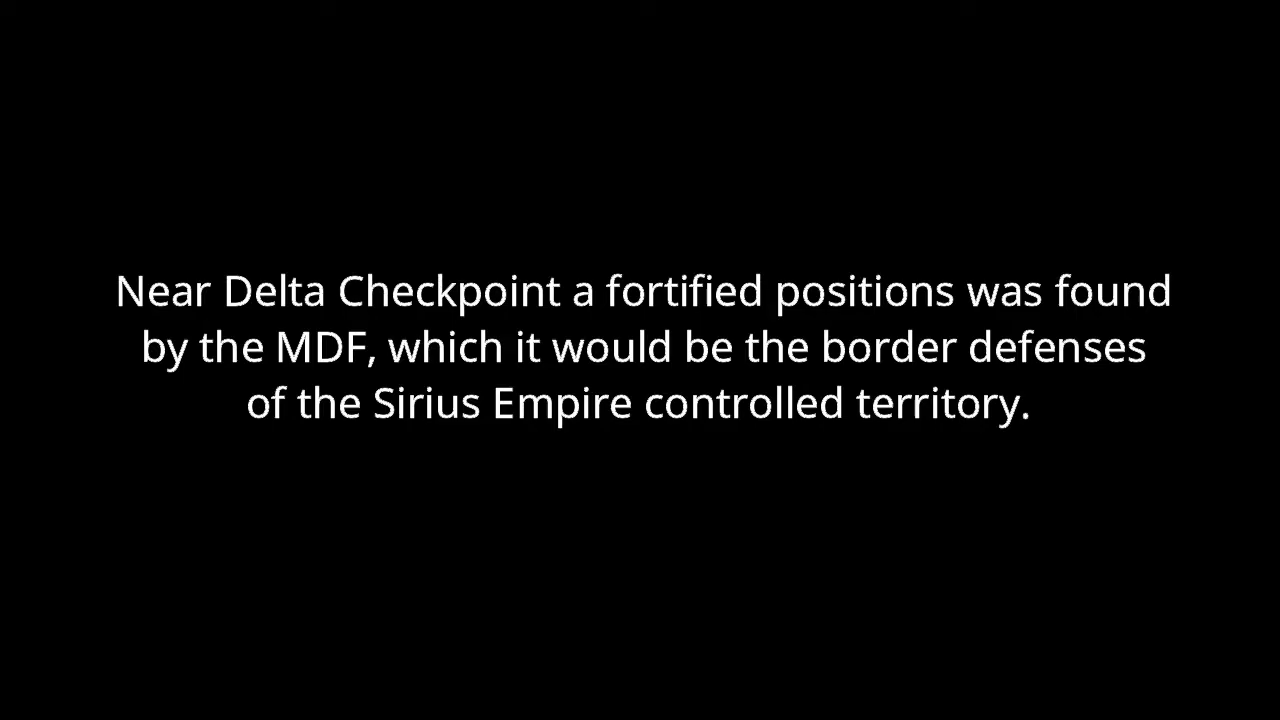 Near Delta Checkpoint a fortified positions was found
by the MDF, which it would be the border defenses
of the Sirius Empire controlled territory.